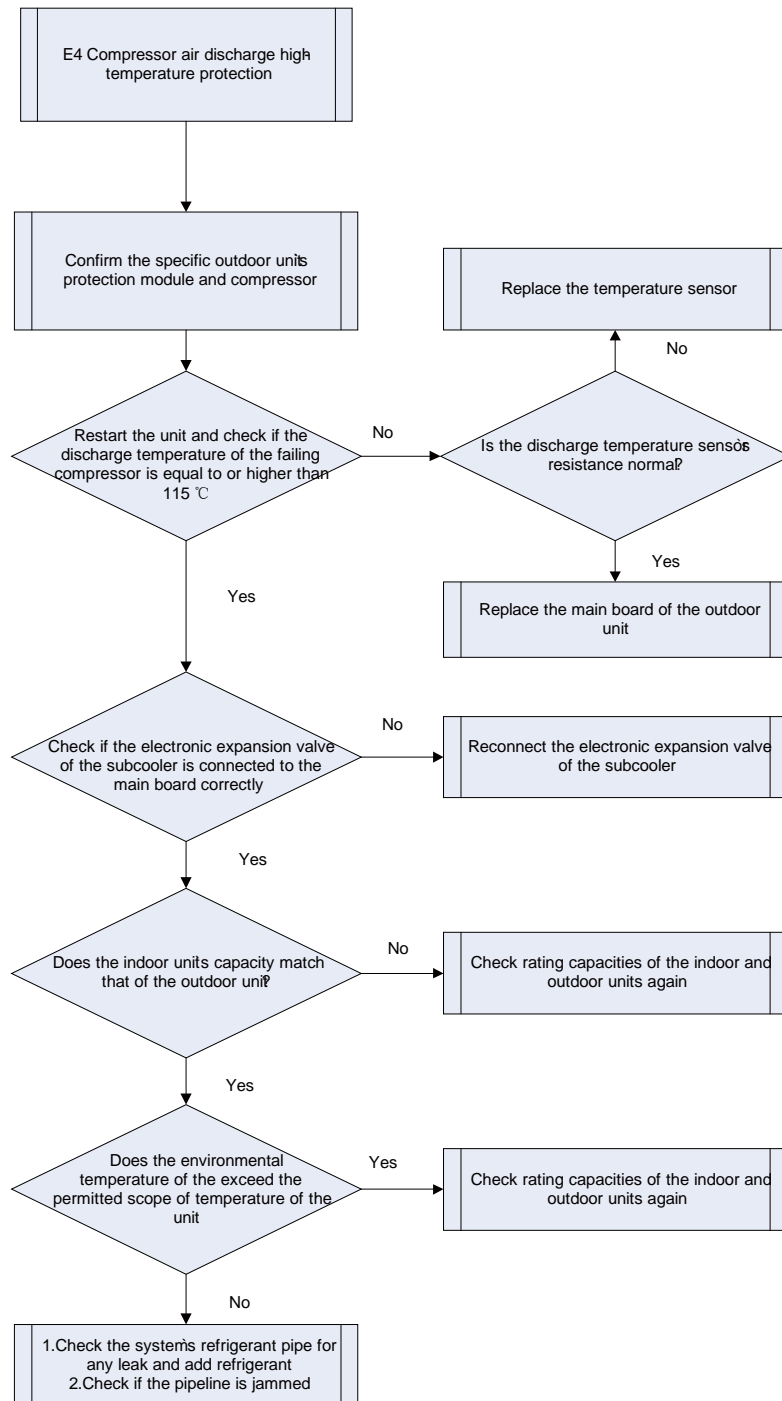 E4 Compressor air discharge high-
temperature protection
Confirm the specific outdoor unit`s
protection module and compressor
Replace the temperature sensor
No
Restart the unit and check if the
discharge temperature of the failing
compressor is equal to or higher than
115 ℃
No
Is the discharge temperature sensor`s
resistance normal?
Yes
Yes
Replace the main board of the outdoor
unit
Check if the electronic expansion valve
of the subcooler is connected to the
main board correctly
No
Reconnect the electronic expansion valve
of the subcooler
Yes
Does the indoor unit`s capacity match
that of the outdoor unit?
No
Check rating capacities of the indoor and
outdoor units again
Yes
Does the environmental
temperature of the exceed the
permitted scope of temperature of the
unit
Yes
Check rating capacities of the indoor and
outdoor units again
No
1.Check the system`s refrigerant pipe for
any leak and add refrigerant
2.Check if the pipeline is jammed